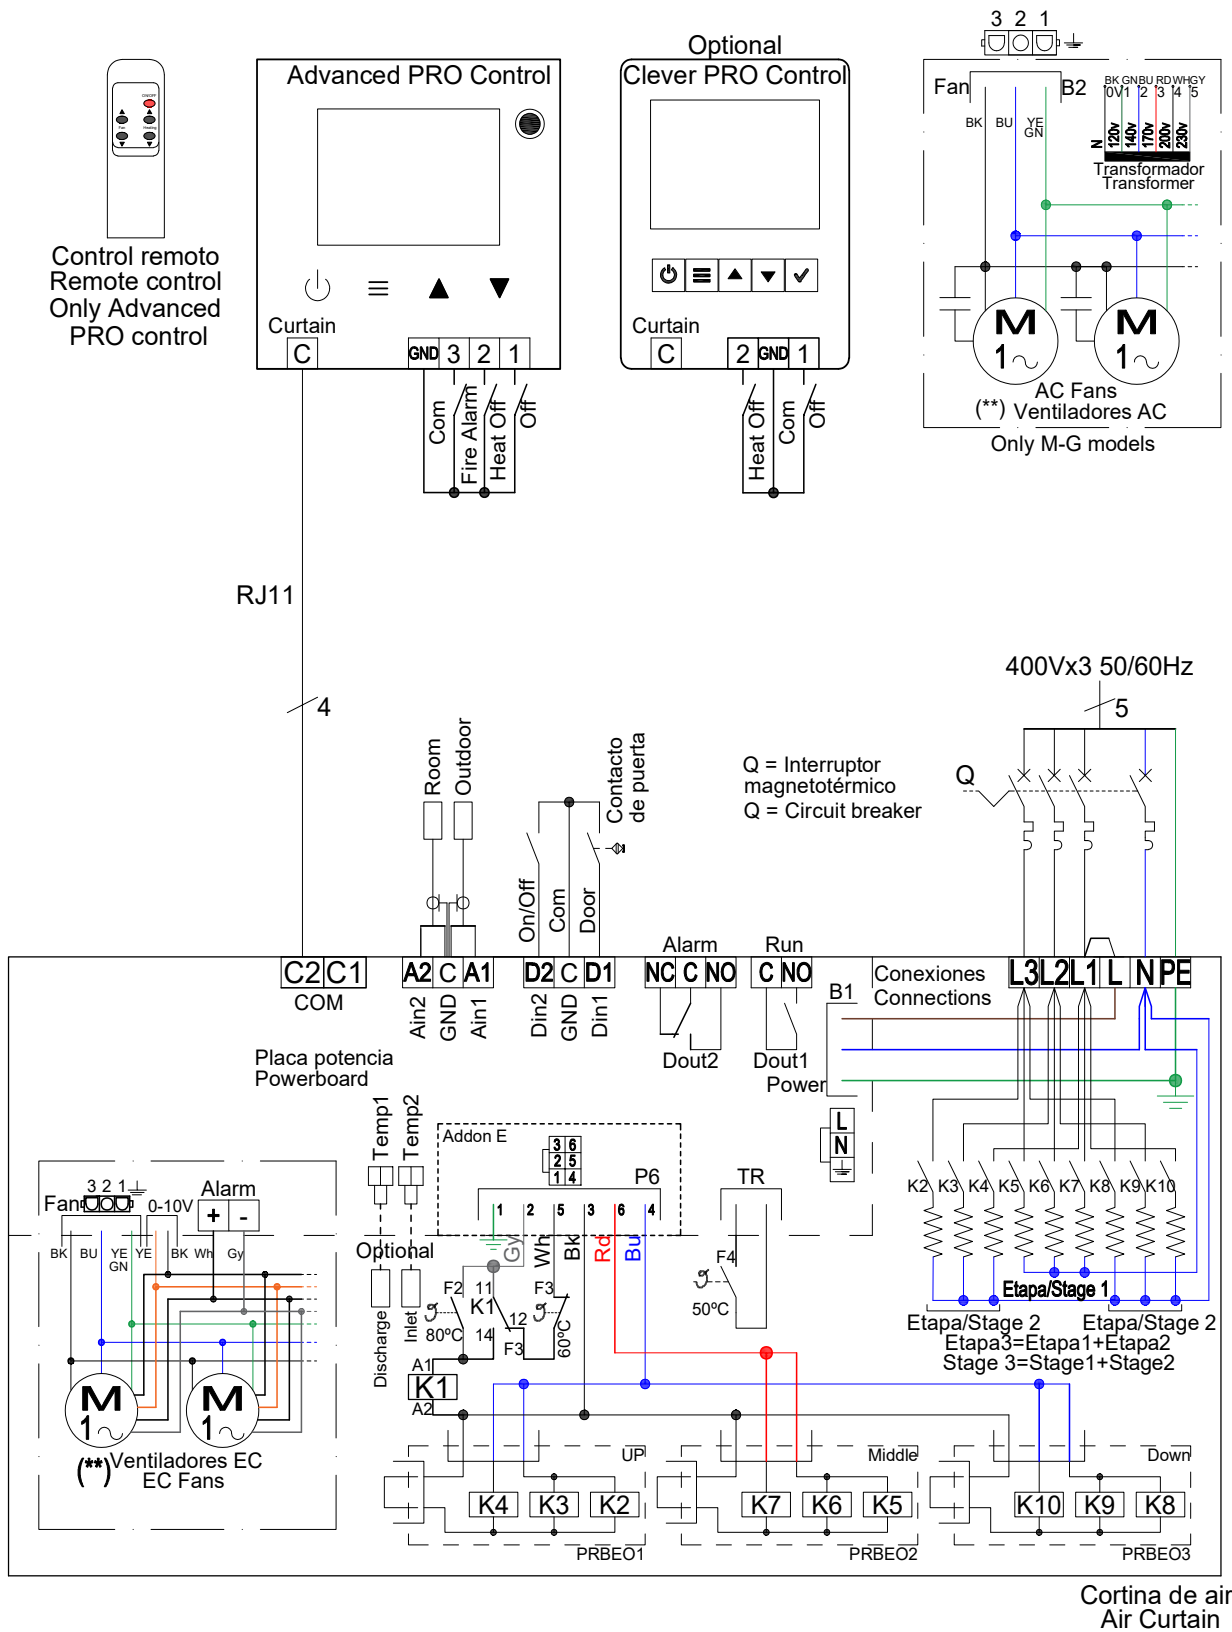 Control remoto
Remote control
Only Advanced
PRO control
ON/OFF
Fan
Heating
Advanced PRO Control
Curtain
C
GND 3 2 1
Com
Fire Alarm
Heat Off
Off
Optional
Clever PRO Control
Curtain
C
2 GND 1
Heat Off
Com
Off
3 2 1
Fan
B2
BK
BU
YE
GN
BK GN BU RD WH GY
0V 1 2 3 4 5
N
120v
140v
170v
200v
230v
Transformador
Transformer
M
1
M
1
AC Fans
(**) Ventiladores AC
Only M-G models
RJ11
4
400Vx3 50/60Hz
5
Q
Q = Interruptor
magnetotérmico
Q = Circuit breaker
Room
Outdoor
Contacto
de puerta
On/Off
Com
Door
Alarm
Run
C2 C1
COM
A2 C A1
Ain2
GND
Ain1
D2 C D1
Din2
GND
Din1
NC C NO
Dout2
C NO
Dout1
Power
B1
Conexiones
Connections
L3 L2 L1 L N PE
Placa potencia
Powerboard
L
N
Temp1
Temp2
Addon E
3 6
2 5
1 4
P6
1 2 5 3 6 4
Gy
Wh
Bk
Rd
Bu
TR
F4
50ºC
K2 K3 K4 K5 K6 K7 K8 K9 K10
Etapa/Stage 1
Etapa/Stage 2
Etapa/Stage 2
Etapa3=Etapa1+Etapa2
Stage 3=Stage1+Stage2
Fan
3 2 1
0-10V
Alarm
+ -
BK
BU
YE
GN
YE
BK
Wh
Gy
M
1
M
1
(**) Ventiladores EC
EC Fans
Optional
Discharge
Inlet
F2
80ºC
11
K1
12
14
F3
F3
60ºC
A1
K1
A2
UP
K4 K3 K2
PRBEO1
Middle
K7 K6 K5
PRBEO2
Down
K10 K9 K8
PRBEO3
Cortina de air
Air Curtain